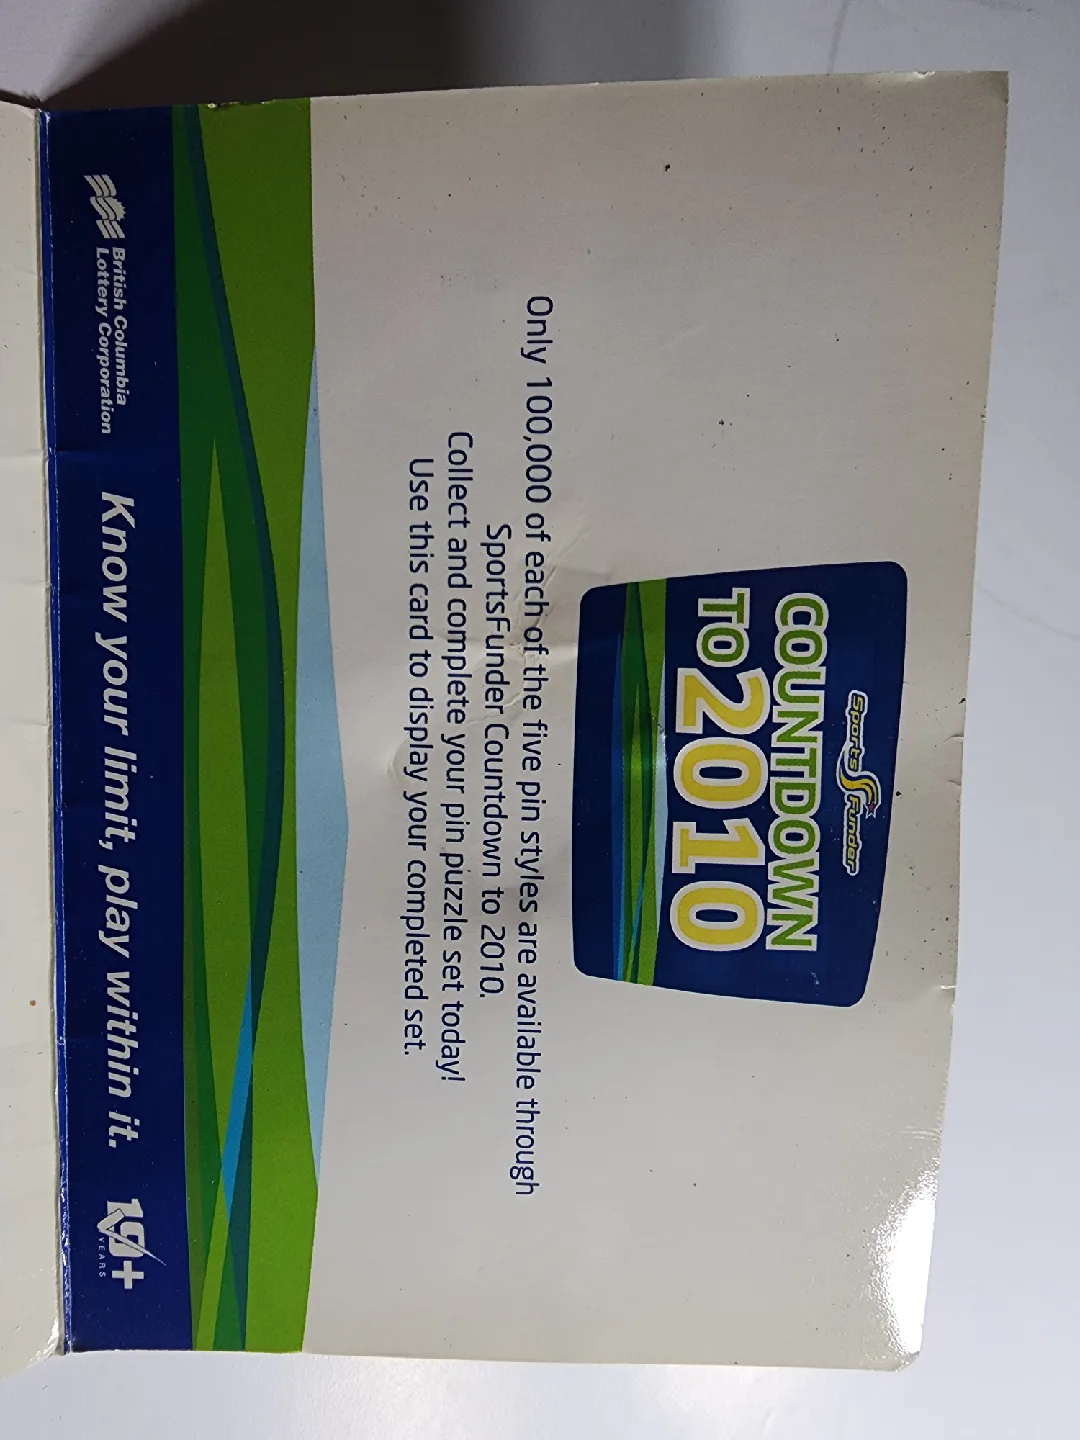 Sports Funder
COUNTDOWN
TO 2010
Only 100,000 of each of the five pin styles are available through
SportsFunder Countdown to 2010.
Collect and complete your pin puzzle set today!
Use this card to display your completed set.
British Columbia
Lottery Corporation
Know your limit, play within it.
19+
YEARS